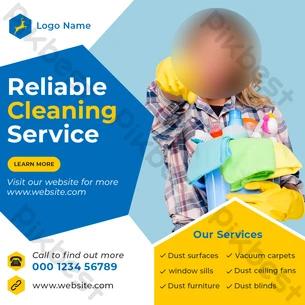 Logo Name
Reliable
Cleaning
Service
LEARN MORE
Visit our website for more
www.website.com
Call to find out more
000 1234 56789
www.website.com
Our Services
✓ Dust surfaces
✓ Vacuum carpets
✓ window sills
✓ Dust ceiling fans
✓ Dust furniture
✓ Dust blinds
pixbest